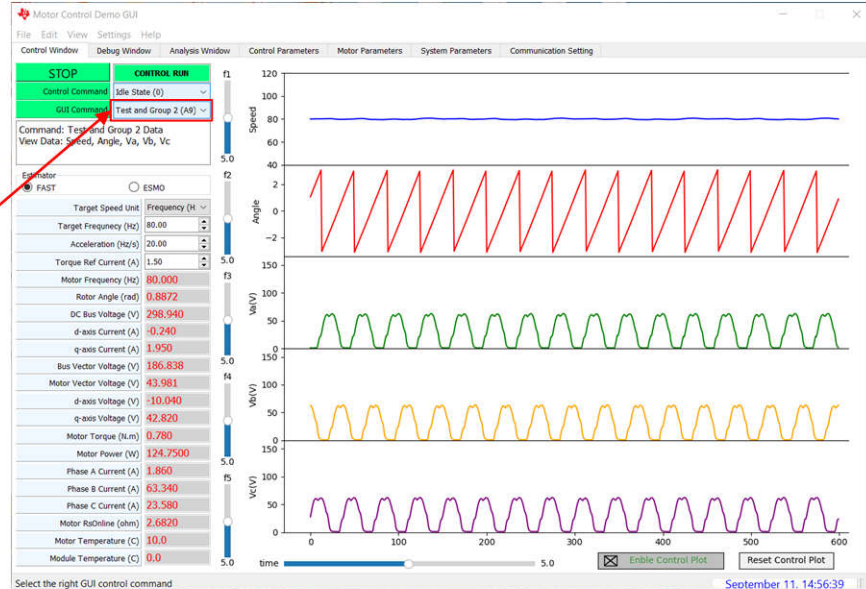 Motor Control Demo GUI
File Edit View Settings Help
Control Window Debug Window Analysis Wnidow Control Parameters Motor Parameters System Parameters Communication Setting
STOP CONTROL RUN
Control Command Idle State (0)
GUI Command Test and Group 2 (A9)
Command: Test and Group 2 Data
View Data: Speed, Angle, Va, Vb, Vc
Estimator
FAST ESMO
Target Speed Unit Frequency (H
Target Frequnecy (Hz) 80.00
Acceleration (Hz/s) 20.00
Torque Ref Current (A) 1.50
Motor Frequency (Hz) 80.000
Rotor Angle (rad) 0.8872
DC Bus Voltage (V) 298.940
d-axis Current (A) -0.240
q-axis Current (A) 1.950
Bus Vector Voltage (V) 186.838
Motor Vector Voltage (V) 43.981
d-axis Voltage (V) -10.040
q-axis Voltage (V) 42.820
Motor Torque (N.m) 0.780
Motor Power (W) 124.7500
Phase A Current (A) 1.860
Phase B Current (A) 63.340
Phase C Current (A) 23.580
Motor RsOnline (ohm) 2.6820
Motor Temperature (C) 10.0
Module Temperature (C) 0.0
f1
5.0
f2
5.0
f3
5.0
f4
5.0
f5
5.0
Speed
120
100
80
60
40
Angle
2
0
−2
Va(V)
150
100
50
0
Vb(V)
150
100
50
0
Vc(V)
150
100
50
0
0 100 200 300 400 500 600
time 5.0 Enble Control Plot Reset Control Plot
Select the right GUI control command September 11, 14:56:39